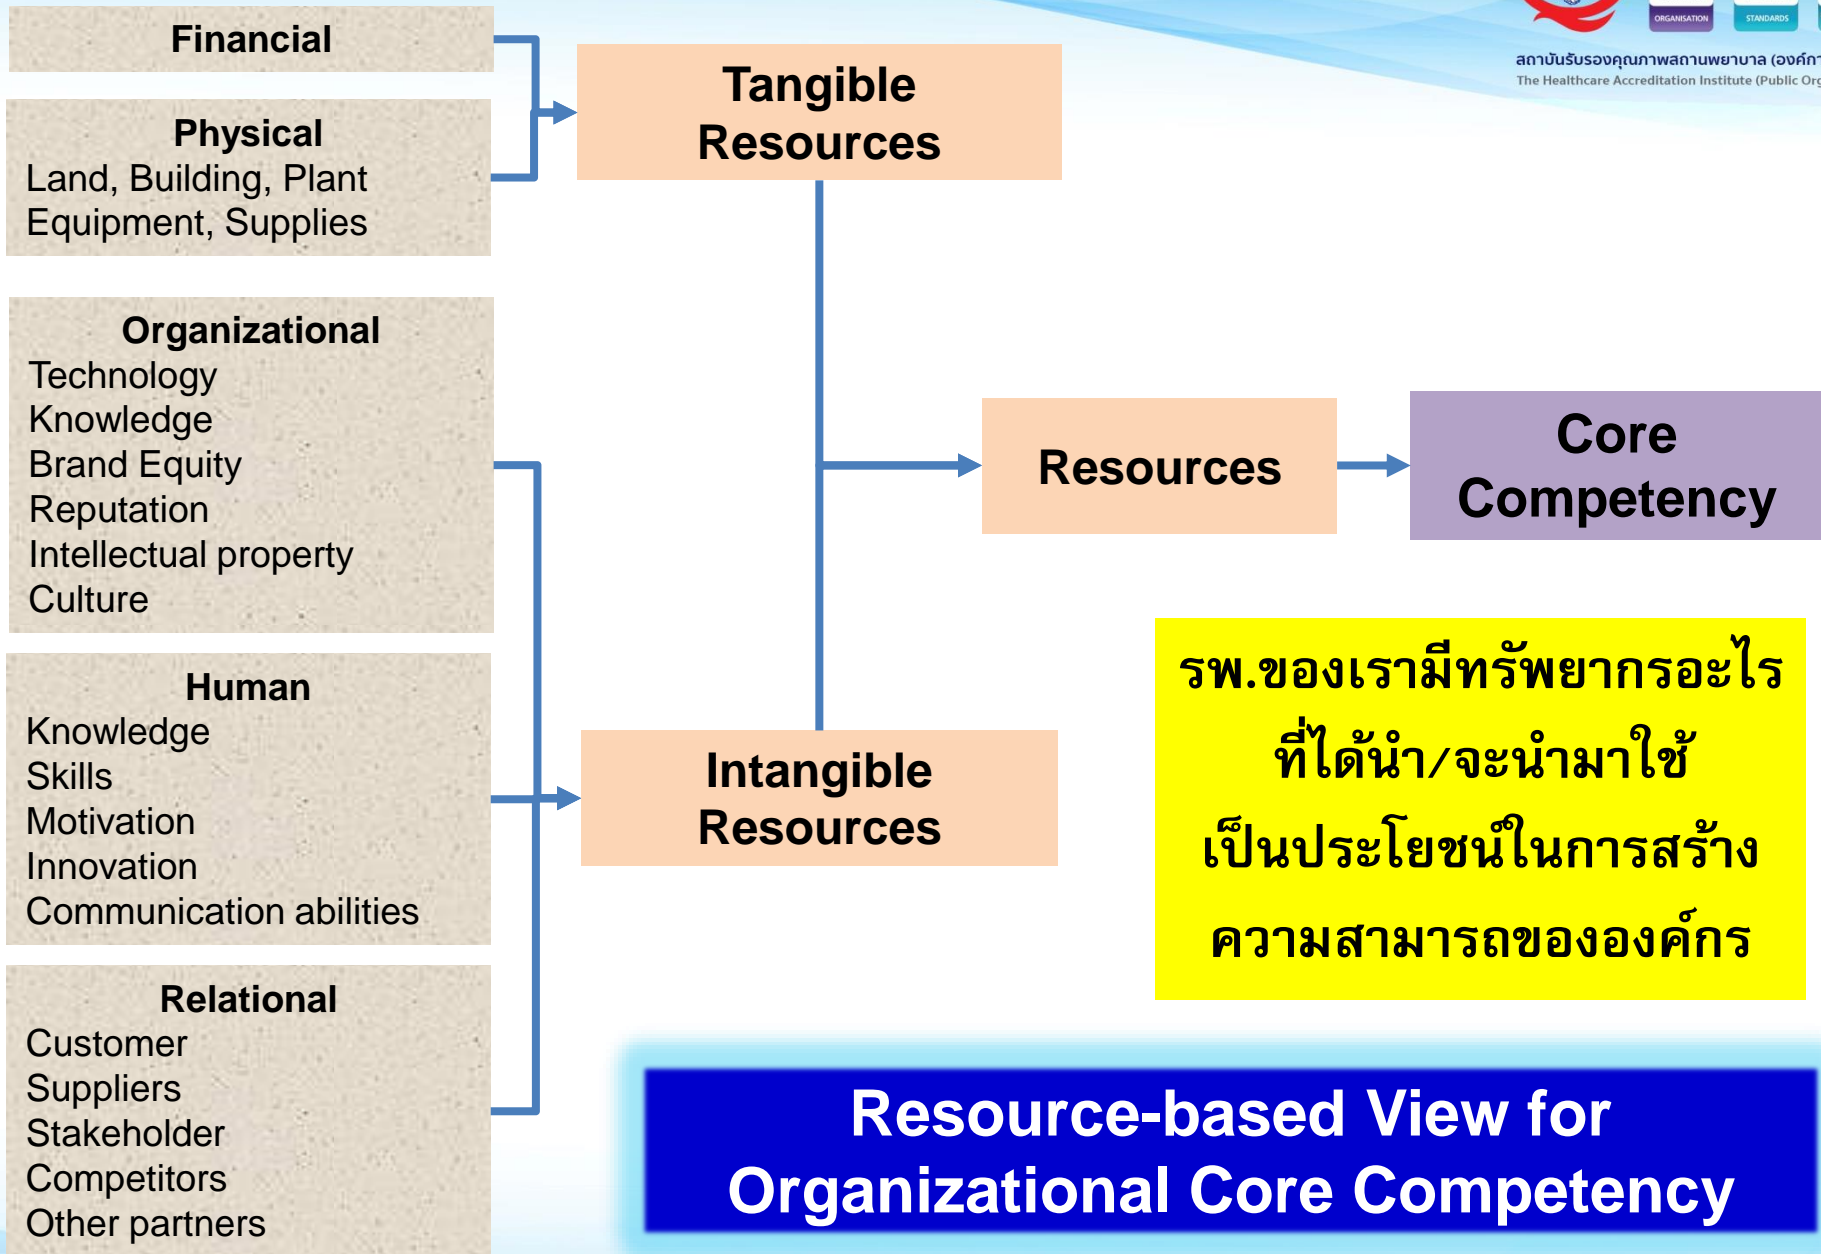 ORGANISATION
STANDARDS
สถาบันรับรองคุณภาพสถานพยาบาล
The Healthcare Accreditation Institute (Public
Financial
Physical
Land, Building, Plant
Equipment, Supplies
Organizational
Technology
Knowledge
Brand Equity
Reputation
Intellectual property
Culture
Human
Knowledge
Skills
Motivation
Innovation
Communication abilities
Relational
Customer
Suppliers
Stakeholder
Competitors
Other partners
Tangible
Resources
Intangible
Resources
Resources
Core
Competency
รพ.ของเรามีทรัพยากรอะไร
ที่ได้นำ/จะนำมาใช้
เป็นประโยชน์ในการสร้าง
ความสามารถขององค์กร
Resource-based View for
Organizational Core Competency